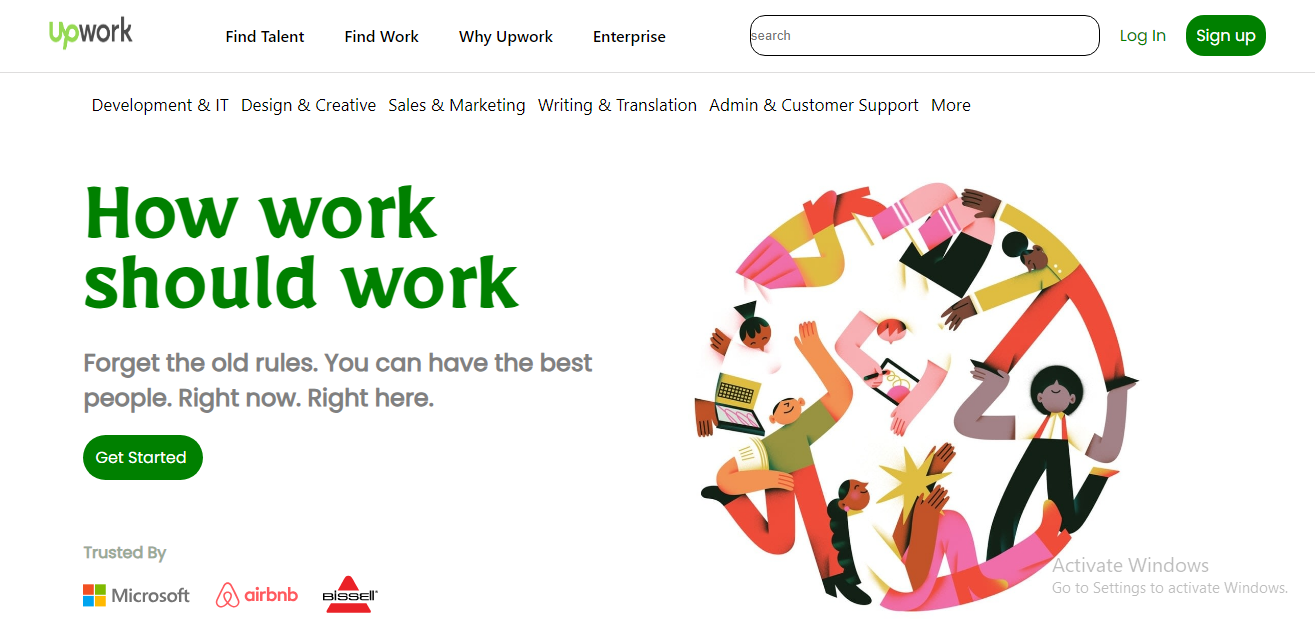 upwork
Find Talent Find Work Why Upwork Enterprise search Log In Sign up
Development & IT Design & Creative Sales & Marketing Writing & Translation Admin & Customer Support More
How work
should work
Forget the old rules. You can have the best
people. Right now. Right here.
Get Started
Trusted By
Microsoft airbnb BISSELL
Activate Windows
Go to Settings to activate Windows.